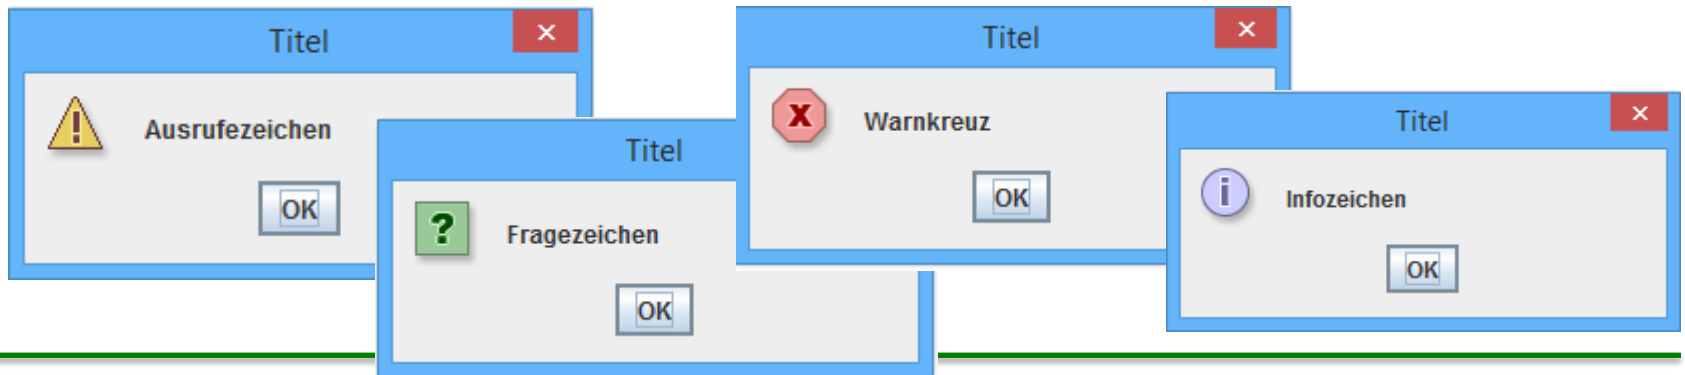 Titel
Ausrufezeichen
OK
Titel
Fragezeichen
OK
Titel
Warnkreuz
OK
Titel
Infozeichen
OK